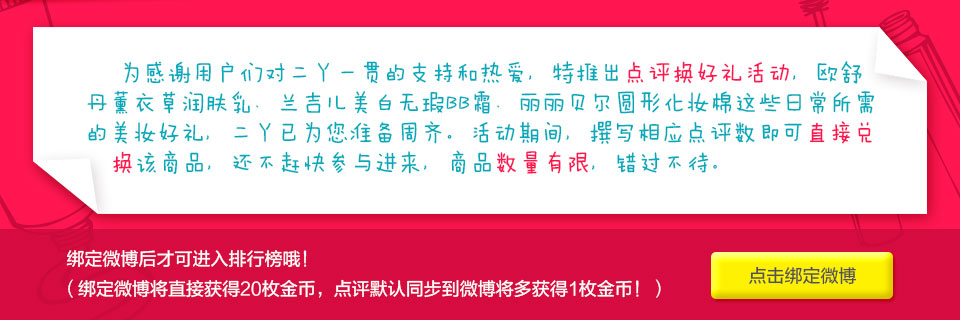 为感谢用户们对二丫一贯的支持和热爱，特推出点评换好礼活动，欧舒
丹薰衣草润肤乳、兰吉儿美白无瑕BB霜、丽丽贝尔圆形化妆棉这些日常所需
的美妆好礼，二丫已为您准备周齐。活动期间，撰写相应点评数即可直接兑
换该商品，还不赶快参与进来，商品数量有限，错过不待。
绑定微博后才可进入排行榜哦！
（绑定微博将直接获得20枚金币，点评默认同步到微博将多获得1枚金币！）
点击绑定微博